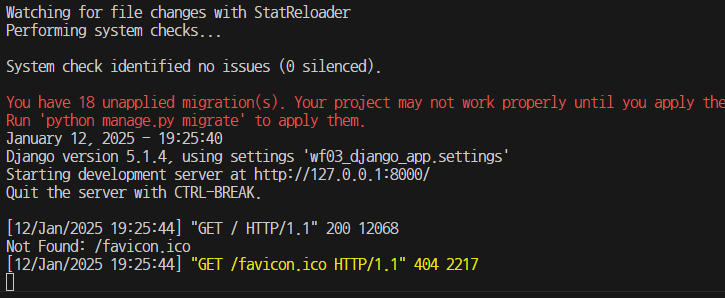 Watching for file changes with StatReloader
Performing system checks...
System check identified no issues (0 silenced).
You have 18 unapplied migration(s). Your project may not work properly until you apply the
Run 'python manage.py migrate' to apply them.
January 12, 2025 - 19:25:40
Django version 5.1.4, using settings 'wf03_django_app.settings'
Starting development server at http://127.0.0.1:8000/
Quit the server with CTRL-BREAK.
[12/Jan/2025 19:25:44] "GET / HTTP/1.1" 200 12068
Not Found: /favicon.ico
[12/Jan/2025 19:25:44] "GET /favicon.ico HTTP/1.1" 404 2217